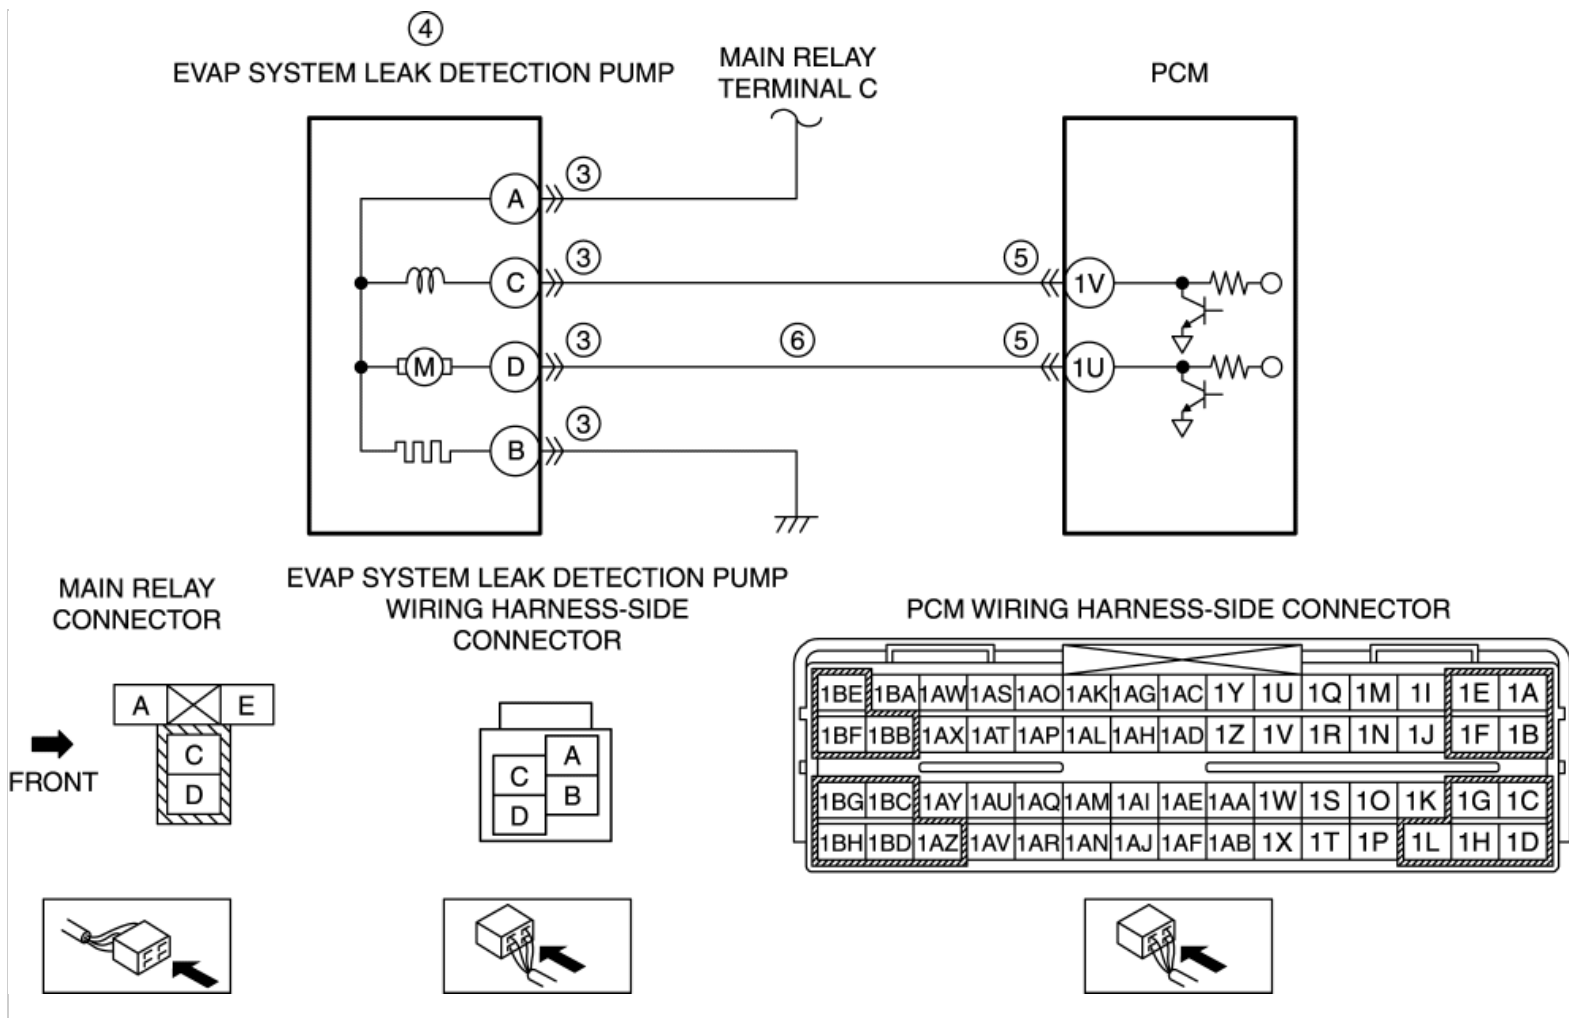 ④
EVAP SYSTEM LEAK DETECTION PUMP
MAIN RELAY
TERMINAL C
PCM
③
A
③
⑤
C
1V
③
⑥
⑤
M
D
1U
③
B
MAIN RELAY
CONNECTOR
EVAP SYSTEM LEAK DETECTION PUMP
WIRING HARNESS-SIDE
CONNECTOR
PCM WIRING HARNESS-SIDE CONNECTOR
A E
C
D
FRONT
A
C
B
D
1BE 1BA 1AW 1AS 1AO 1AK 1AG 1AC 1Y 1U 1Q 1M 1I 1E 1A
1BF 1BB 1AX 1AT 1AP 1AL 1AH 1AD 1Z 1V 1R 1N 1J 1F 1B
1BG 1BC 1AY 1AU 1AQ 1AM 1AI 1AE 1AA 1W 1S 1O 1K 1G 1C
1BH 1BD 1AZ 1AV 1AR 1AN 1AJ 1AF 1AB 1X 1T 1P 1L 1H 1D